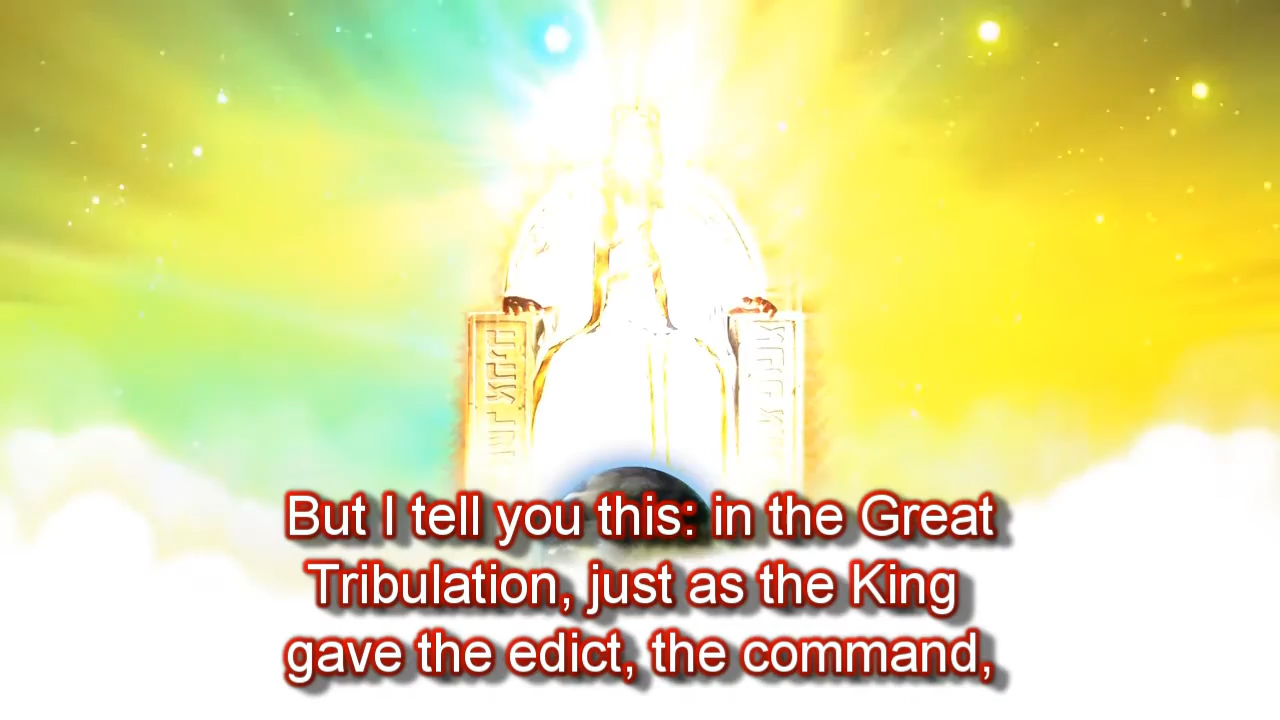 But I tell you this: in the Great
Tribulation, just as the King
gave the edict, the command,